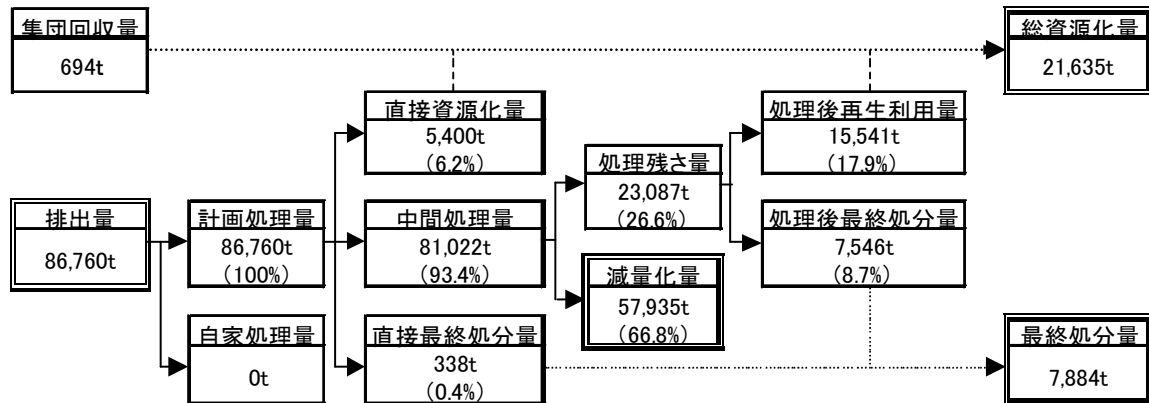 集団回収量
694t
総資源化量
21,635t
直接資源化量
5,400t
(6.2%)
処理後再生利用量
15,541t
(17.9%)
処理残さ量
23,087t
(26.6%)
排出量
86,760t
計画処理量
86,760t
(100%)
中間処理量
81,022t
(93.4%)
処理後最終処分量
7,546t
(8.7%)
減量化量
57,935t
(66.8%)
自家処理量
0t
直接最終処分量
338t
(0.4%)
最終処分量
7,884t